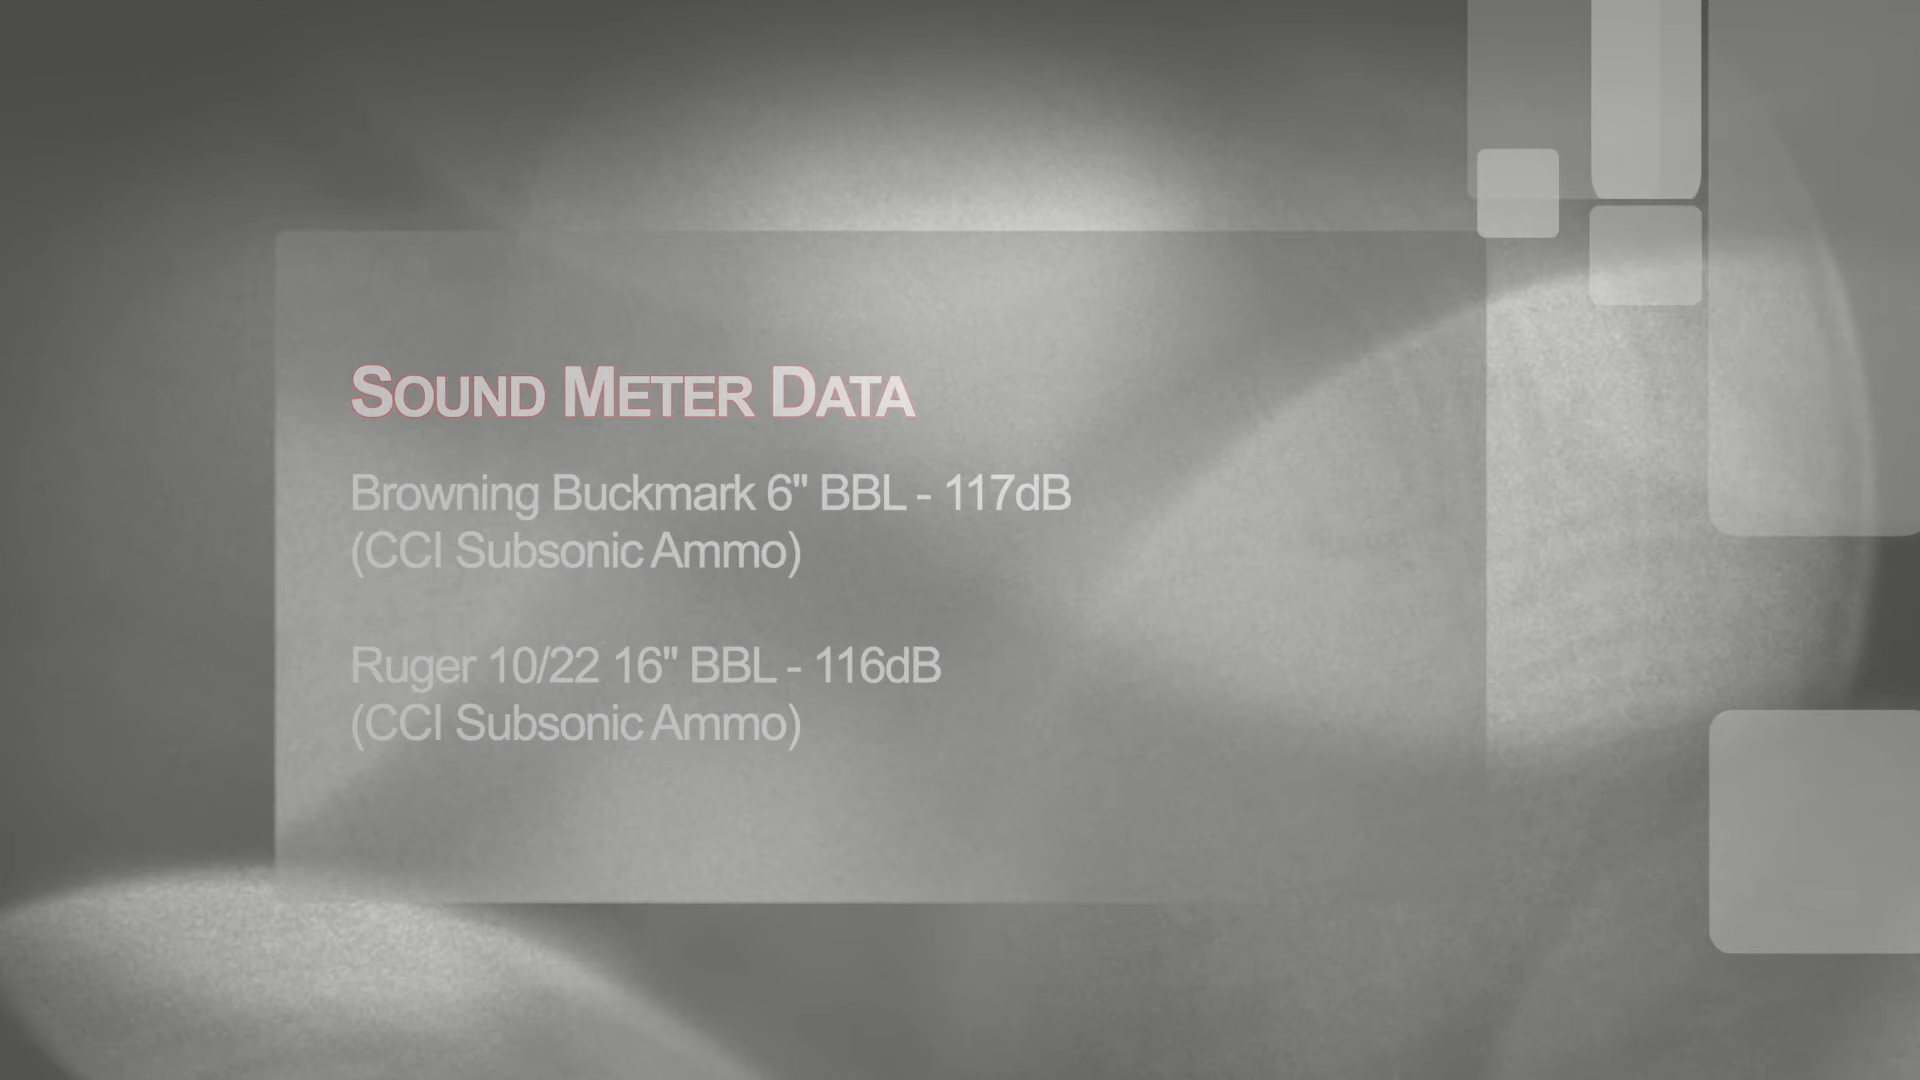 SOUND METER DATA
Browning Buckmark 6" BBL - 117dB
(CCI Subsonic Ammo)
Ruger 10/22 16" BBL - 116dB
(CCI Subsonic Ammo)